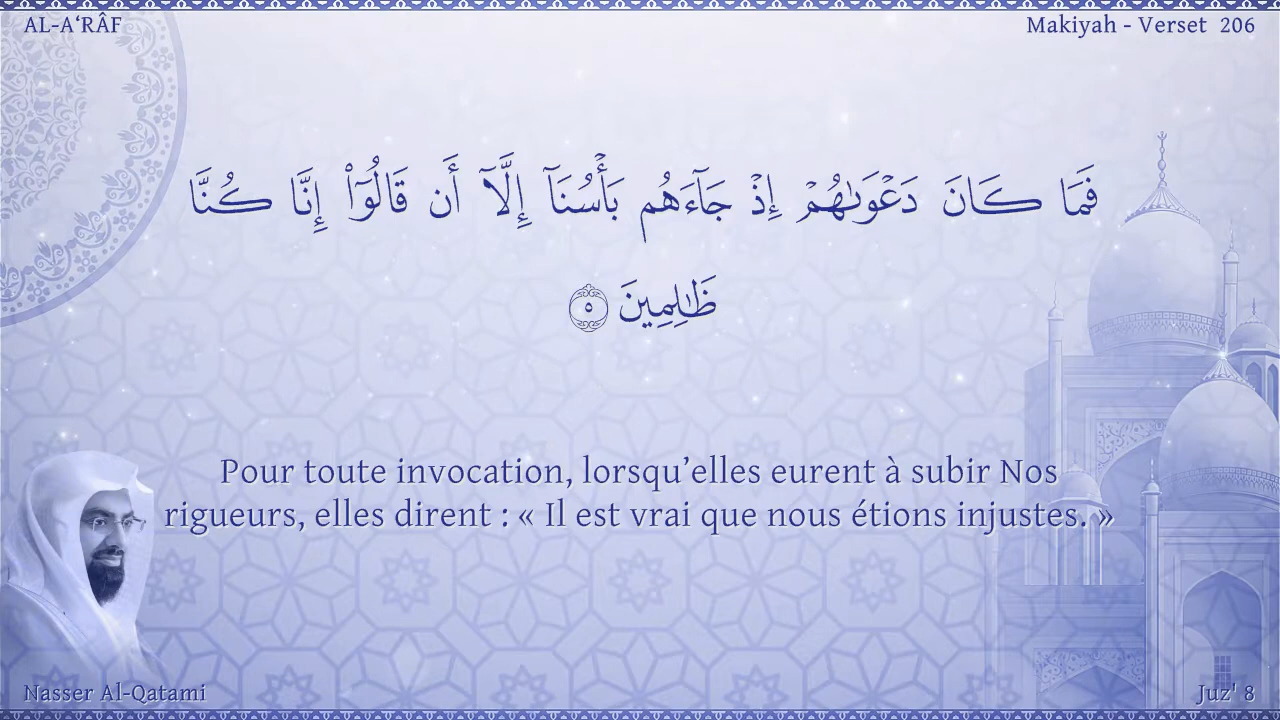 AL-A‘RÂF
Makiyah - Verset 206
فَمَا كَانَ دَعْوَىٰهُمْ إِذْ جَآءَهُم بَأْسُنَآ إِلَّآ أَن قَالُوٓا۟ إِنَّا كُنَّا
ظَٰلِمِينَ ٥
Pour toute invocation, lorsqu’elles eurent à subir Nos
rigueurs, elles dirent : « Il est vrai que nous étions injustes. »
Nasser Al-Qatami
Juz' 8